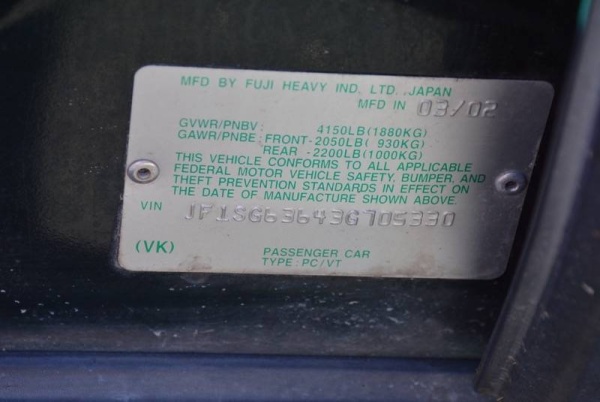 MFD BY FUJI HEAVY IND. LTD. JAPAN
MFD IN 03/02
GVWR/PNBV: 4150LB(1880KG)
GAWR/PNBE: FRONT-2050LB( 930KG)
REAR -2200LB(1000KG)
THIS VEHICLE CONFORMS TO ALL APPLICABLE
FEDERAL MOTOR VEHICLE SAFETY, BUMPER, AND
THEFT PREVENTION STANDARDS IN EFFECT ON
THE DATE OF MANUFACTURE SHOWN ABOVE.
VIN JF1SG63643G705330
(VK) PASSENGER CAR
TYPE: PC/VT